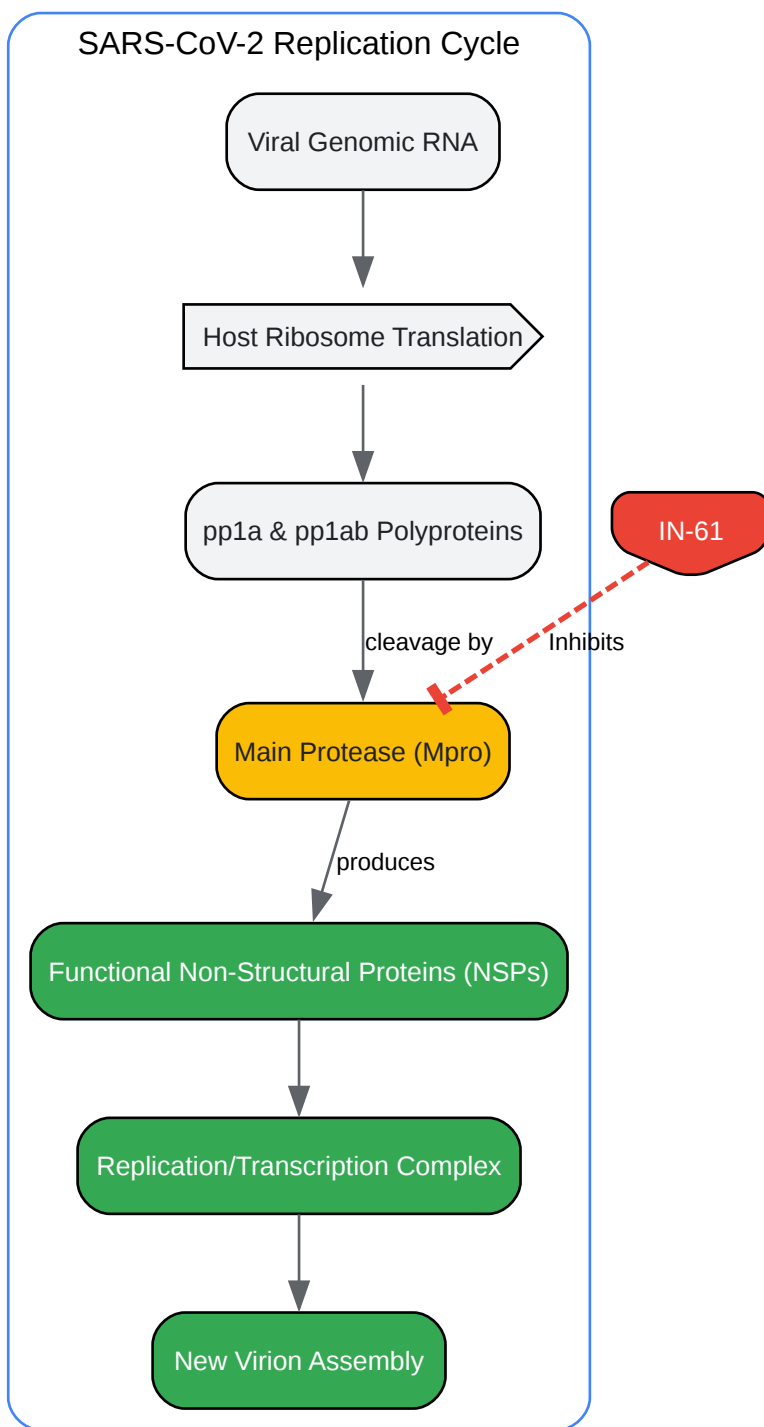 SARS-CoV-2 Replication Cycle
Viral Genomic RNA
Host Ribosome Translation
pp1a & pp1ab Polyproteins
IN-61
cleavage by
Inhibits
Main Protease (Mpro)
produces
Functional Non-Structural Proteins (NSPs)
Replication/Transcription Complex
New Virion Assembly